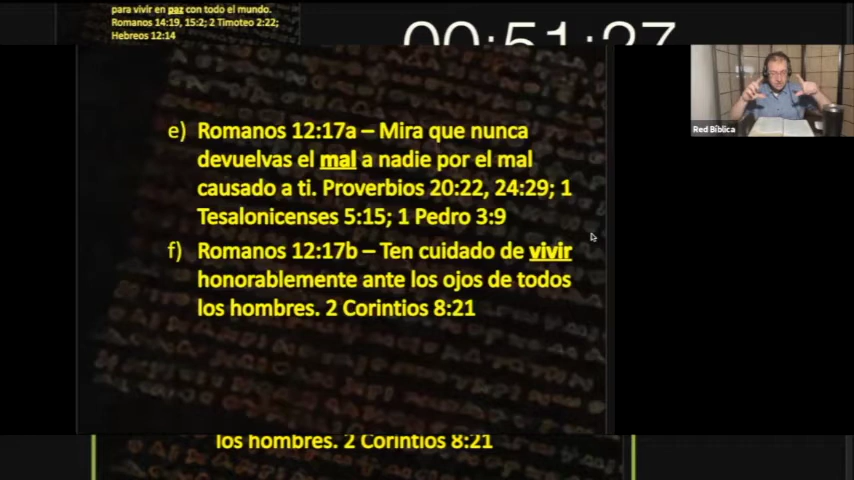 para vivir en paz con todo el mundo.
Romanos 14:19, 15:2; 2 Timoteo 2:22;
Hebreos 12:14
00:51:27
Red Bíblica
e) Romanos 12:17a – Mira que nunca
devuelvas el mal a nadie por el mal
causado a ti. Proverbios 20:22, 24:29; 1
Tesalonicenses 5:15; 1 Pedro 3:9
f) Romanos 12:17b – Ten cuidado de vivir
honorablemente ante los ojos de todos
los hombres. 2 Corintios 8:21
los hombres. 2 Corintios 8:21